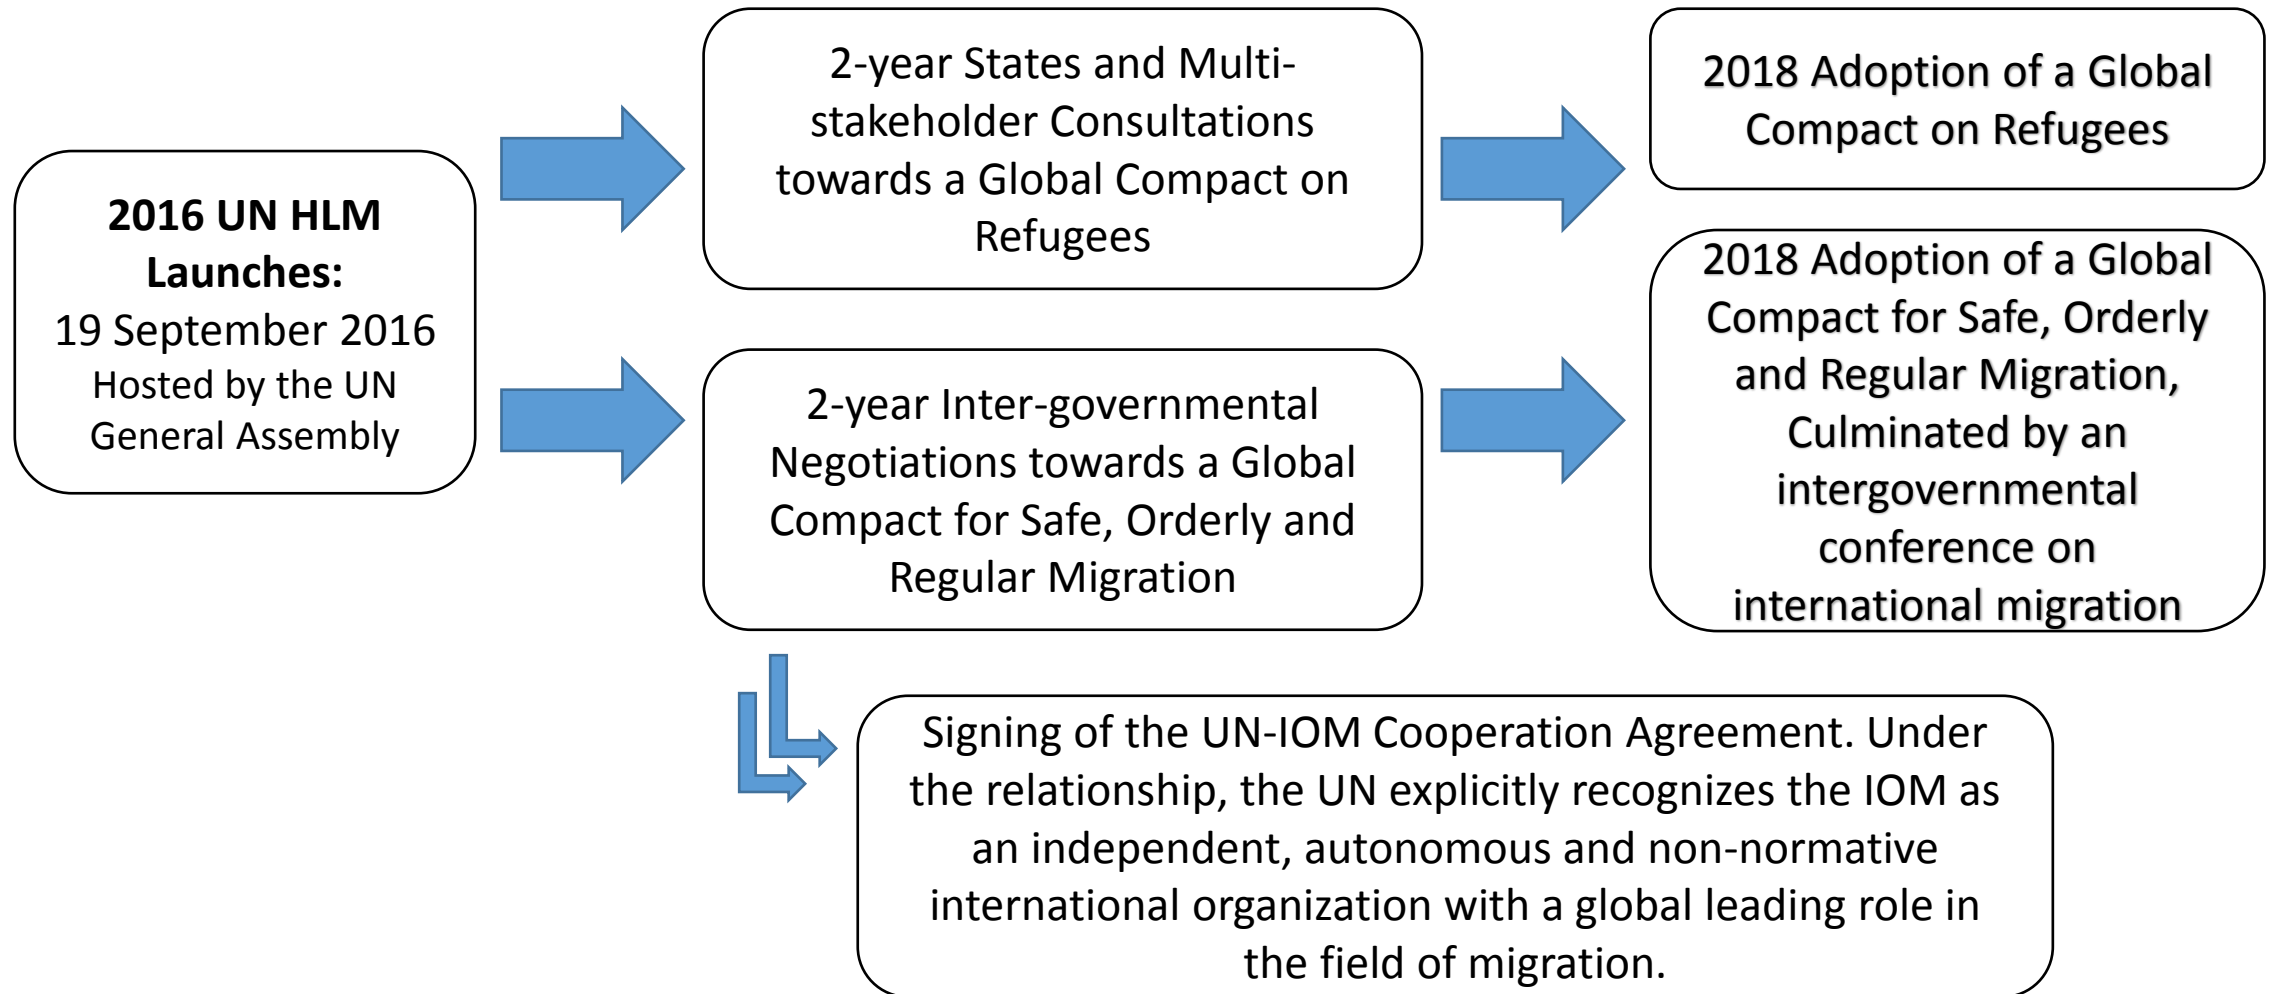 2016 UN HLM
Launches:
19 September 2016
Hosted by the UN
General Assembly
2-year States and Multi-
stakeholder Consultations
towards a Global Compact on
Refugees
2018 Adoption of a Global
Compact on Refugees
2-year Inter-governmental
Negotiations towards a Global
Compact for Safe, Orderly and
Regular Migration
2018 Adoption of a Global
Compact for Safe, Orderly
and Regular Migration,
Culminated by an
intergovernmental
conference on
international migration
Signing of the UN-IOM Cooperation Agreement. Under
the relationship, the UN explicitly recognizes the IOM as
an independent, autonomous and non-normative
international organization with a global leading role in
the field of migration.